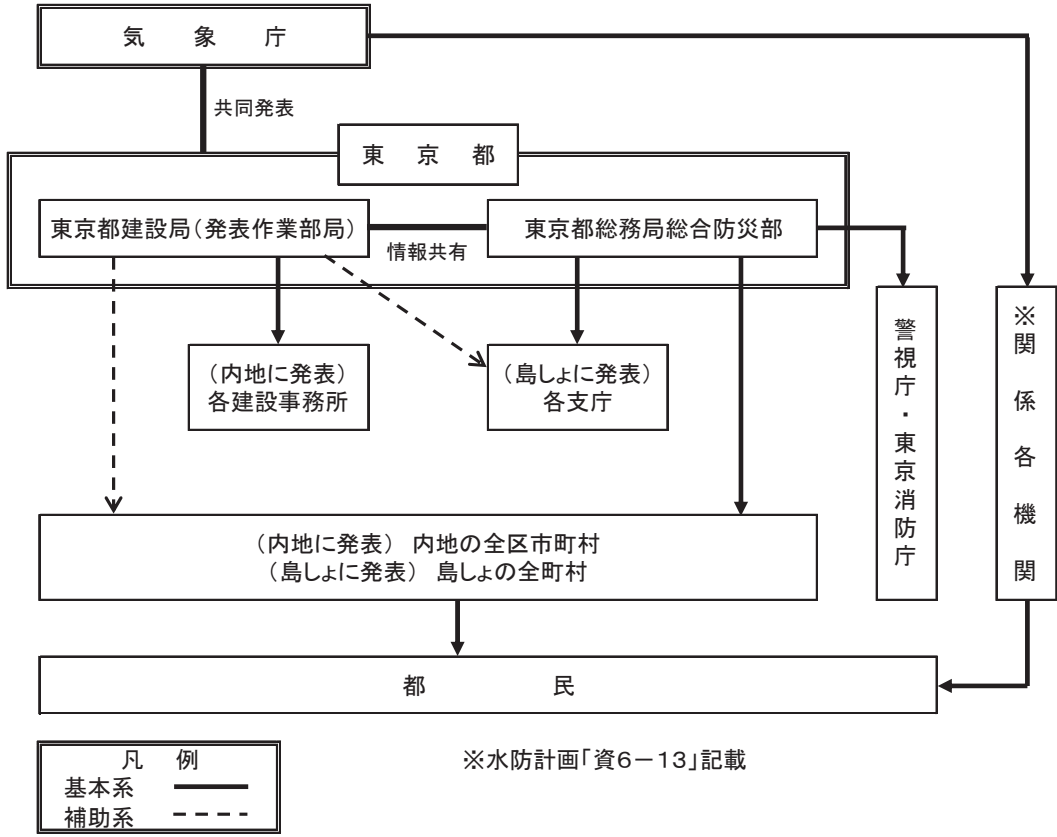 気　象　庁
共同発表
東　京　都
東京都建設局(発表作業部局)
情報共有
東京都総務局総合防災部
(内地に発表)
各建設事務所
(島しょに発表)
各支庁
警視庁・東京消防庁
※関係各機関
(内地に発表)　内地の全区市町村
(島しょに発表)　島しょの全町村
都　　　　民
凡　例
基本系
補助系
※水防計画「資6－13」記載